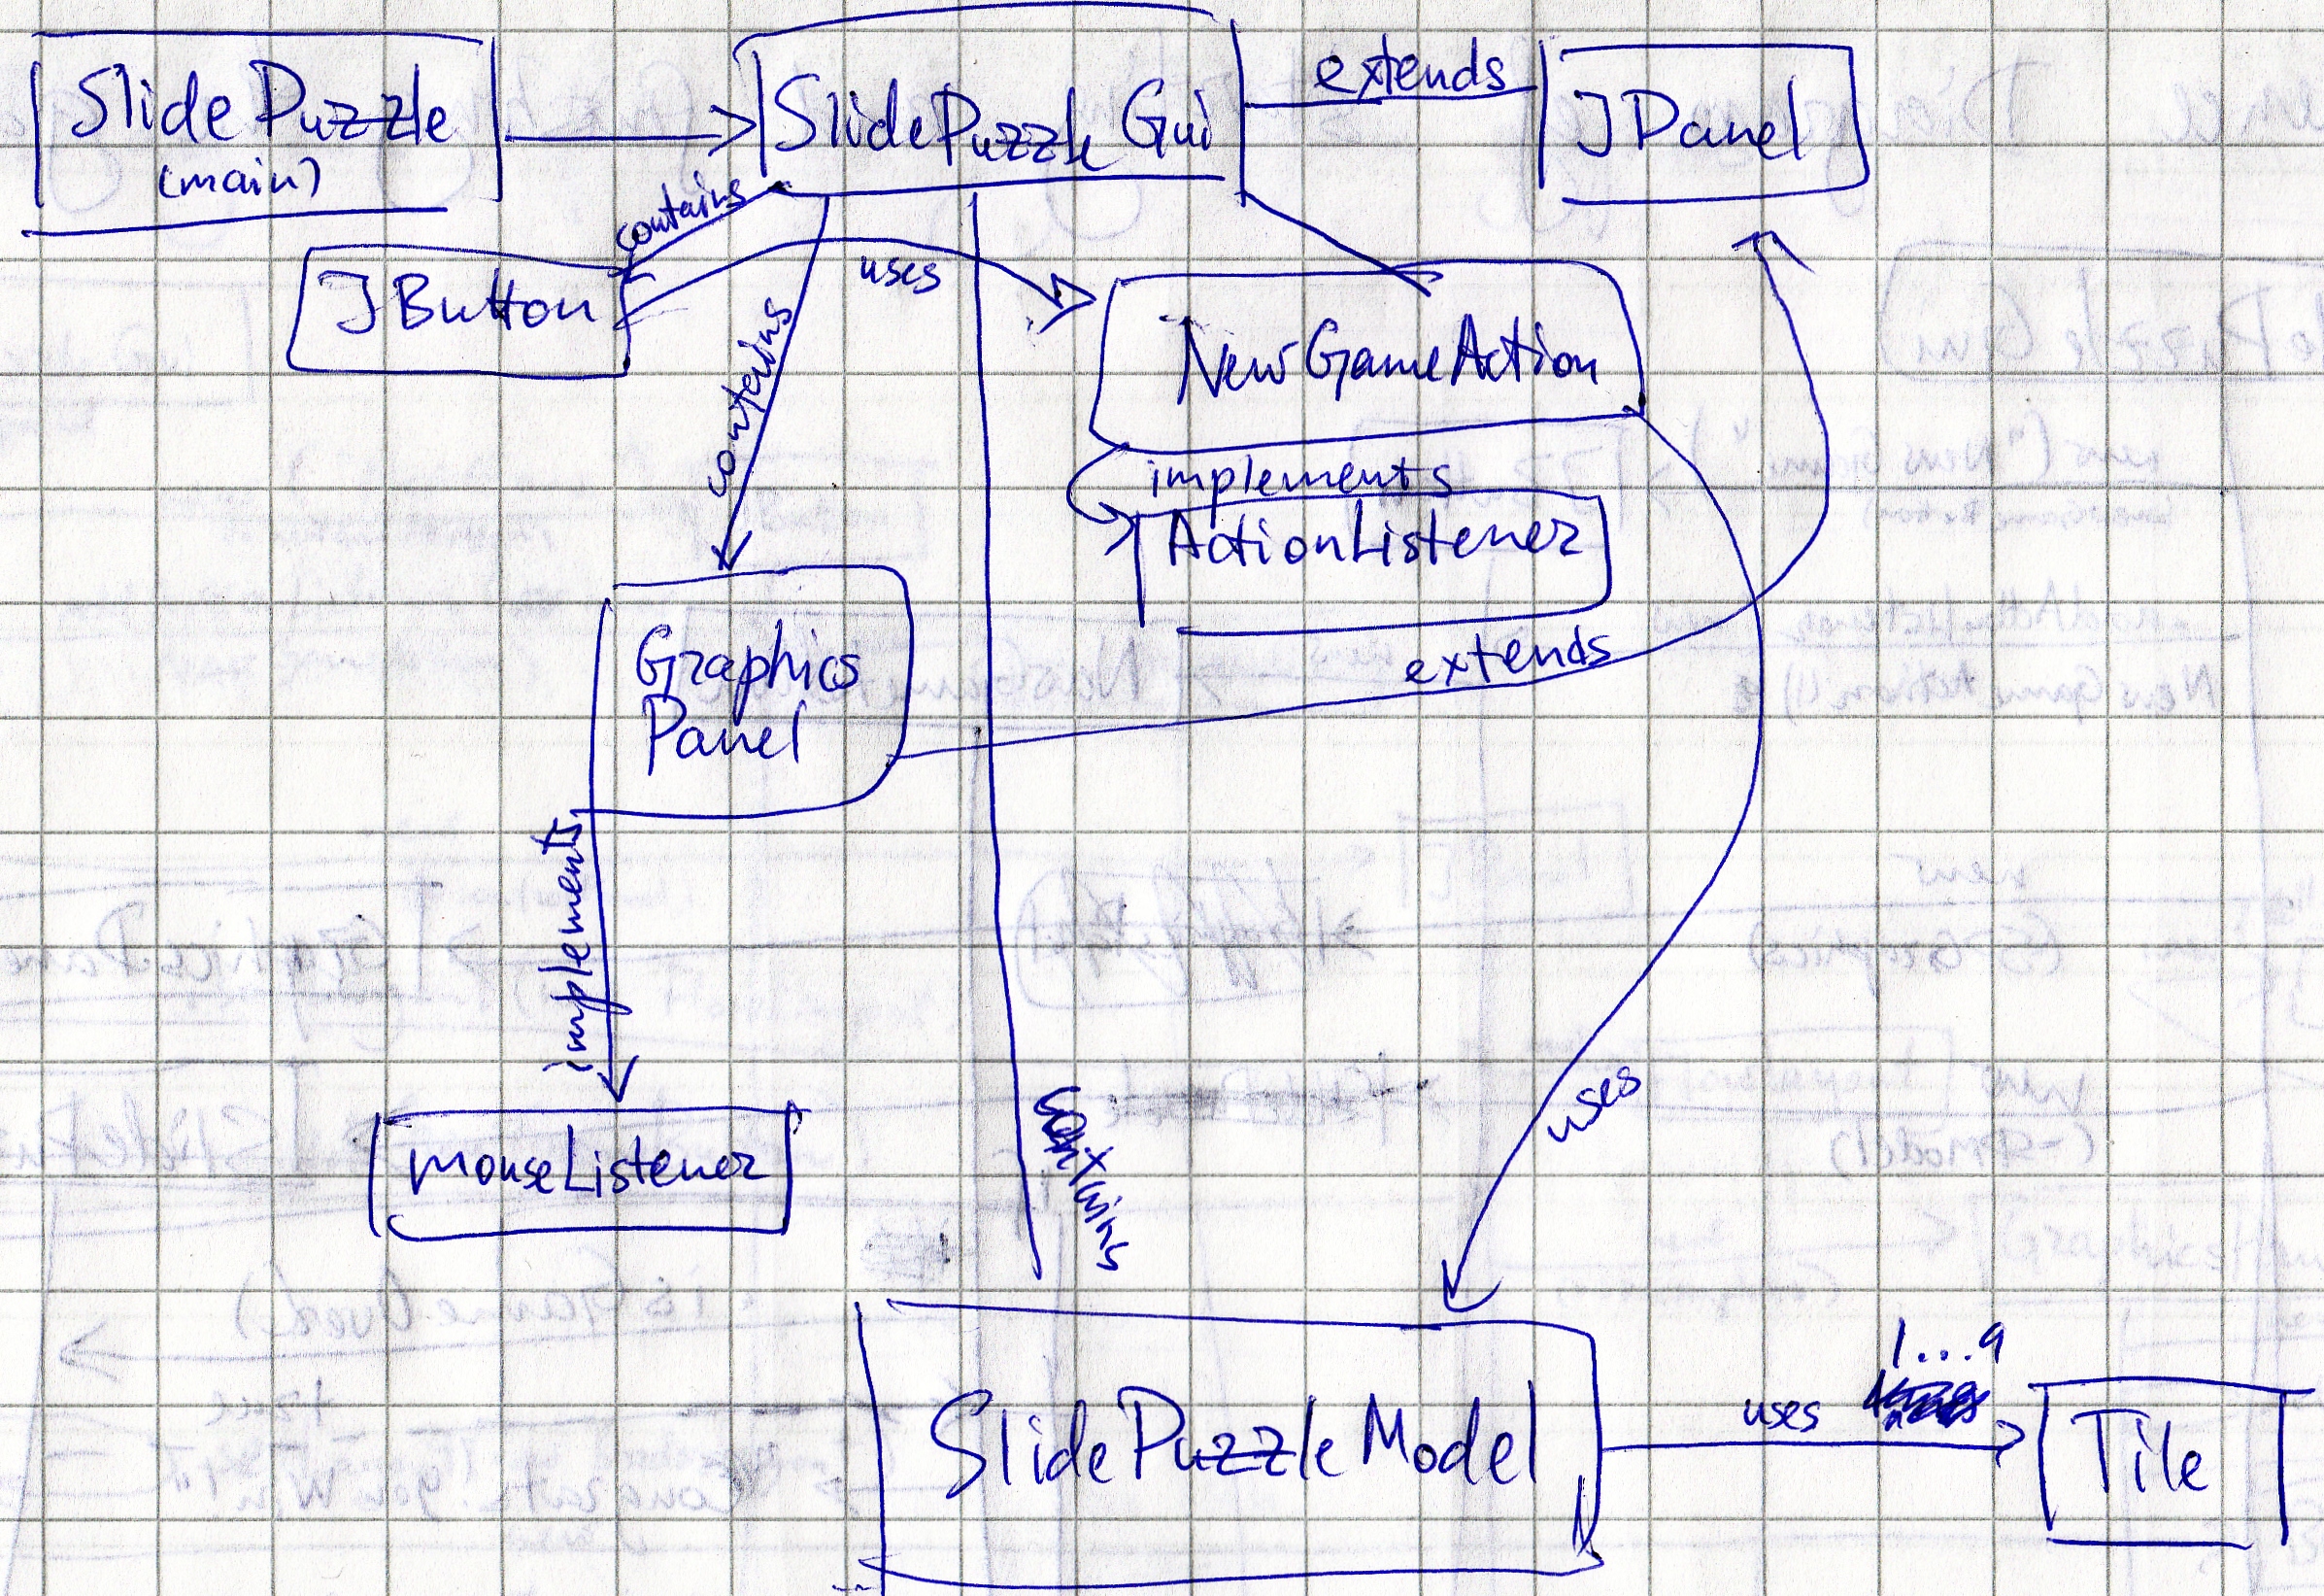 SlidePuzzle
(main)
SlidePuzzleGui
extends
JPanel
contains
JButton
uses
contains
NewGameAction
implements
ActionListener
extends
Graphics
Panel
implements
MouseListener
contains
uses
SlidePuzzleModel
1...9
uses
Tile